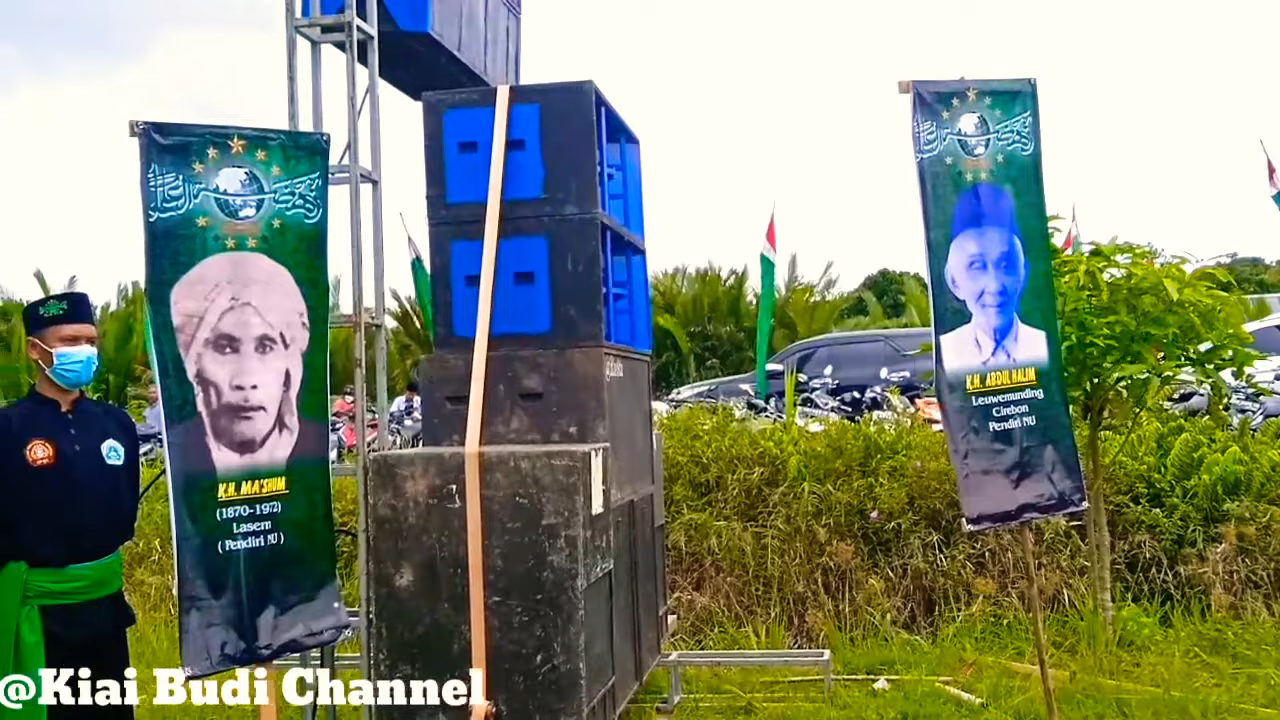 K.H. MA'SHUM
(1870-1972)
Lasem
( Pendiri NU )
K.H. ABDUL HALIM
Leuwemunding
Cirebon
Pendiri NU
@Kiai Budi Channel